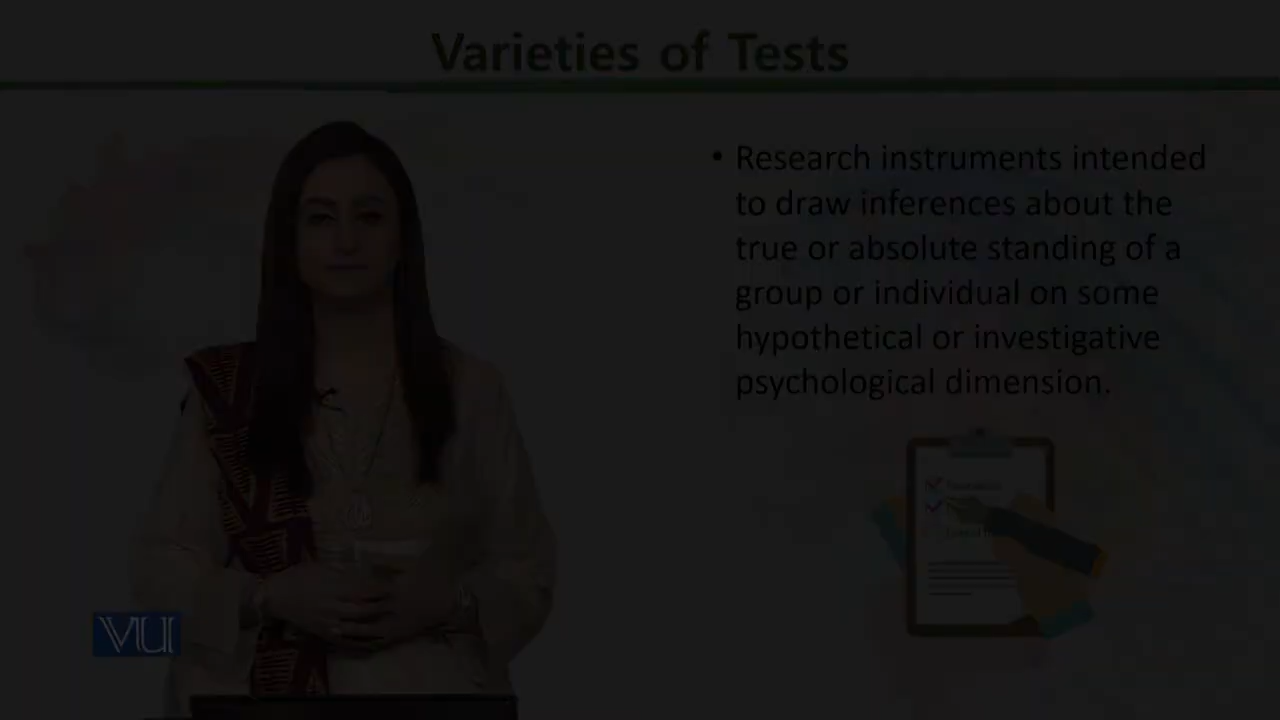 Varieties of Tests
• Research instruments intended
to draw inferences about the
true or absolute standing of a
group or individual on some
hypothetical or investigative
psychological dimension.
VU